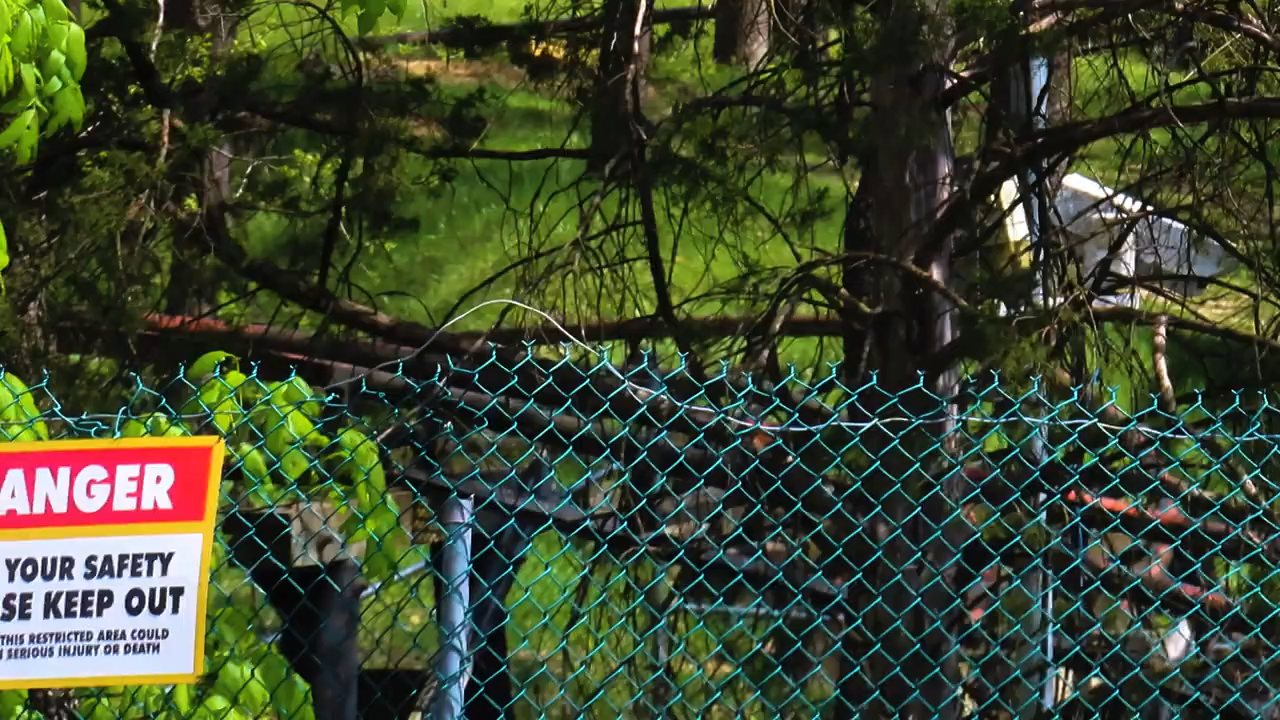 ANGER
YOUR SAFETY
SE KEEP OUT
THIS RESTRICTED AREA COULD
SERIOUS INJURY OR DEATH